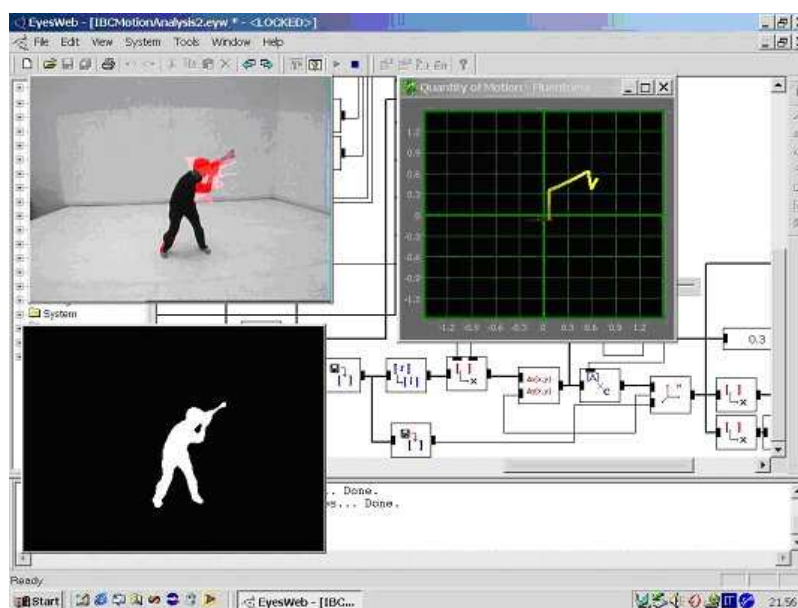 EyesWeb - [IBCMotionAnalysis2.eyw * - <LOCKED>]
File Edit View System Tools Window Help
Quantity of Motion - 
1.2
0.9
0.6
0.3
0
-0.3
-0.6
-0.9
-1.2
-1.2 -0.9 -0.6 -0.3 0 0.3 0.6 0.9 1.2
System
0.3
.. Done.
es... Done.
Ready
Start EyesWeb - [IBC... IT 21.56